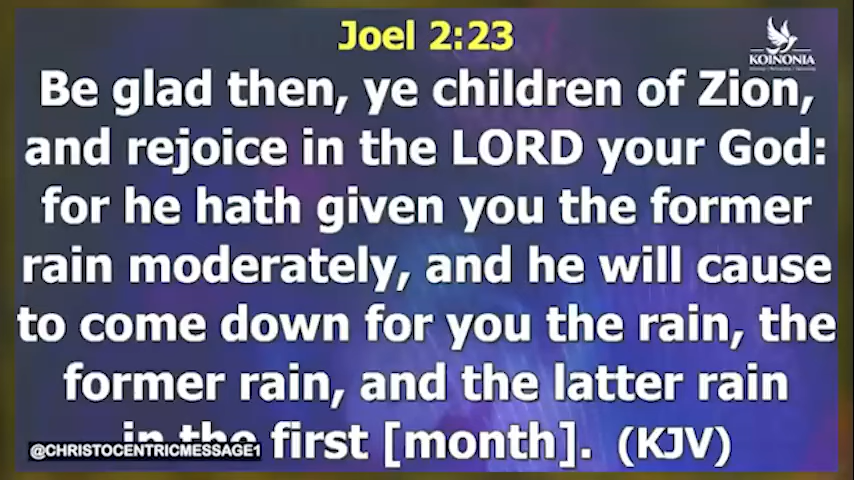 Joel 2:23
KOINONIA
Be glad then, ye children of Zion,
and rejoice in the LORD your God:
for he hath given you the former
rain moderately, and he will cause
to come down for you the rain, the
former rain, and the latter rain
in the first [month]. (KJV)
@CHRISTOCENTRICMESSAGE1